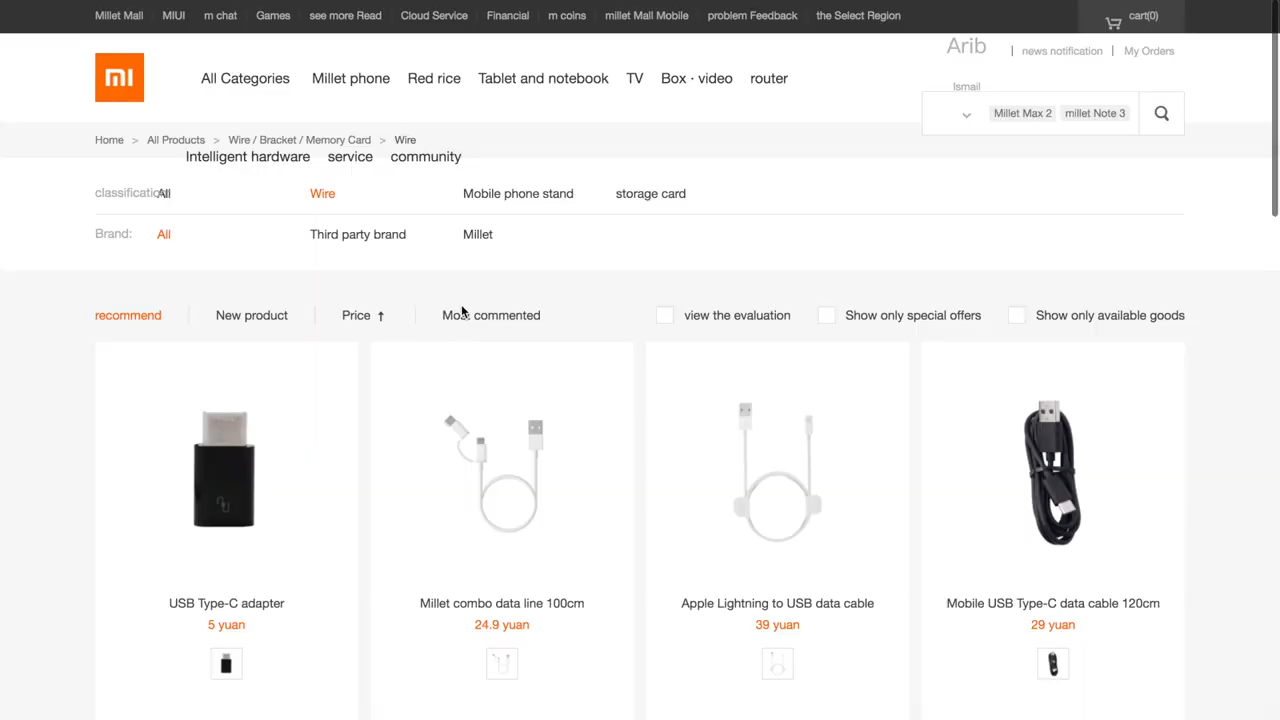 Millet Mall MIUI m chat Games see more Read Cloud Service Financial m coins millet Mall Mobile problem Feedback the Select Region cart(0)
Arib | news notification | My Orders
mi All Categories Millet phone Red rice Tablet and notebook TV Box · video router
Ismail
Millet Max 2 millet Note 3
Home > All Products > Wire / Bracket / Memory Card > Wire
Intelligent hardware service community
All Wire Mobile phone stand storage card
Brand: All Third party brand Millet
recommend New product Price ↑ Most commented view the evaluation Show only special offers Show only available goods
USB Type-C adapter Millet combo data line 100cm Apple Lightning to USB data cable Mobile USB Type-C data cable 120cm
5 yuan 24.9 yuan 39 yuan 29 yuan